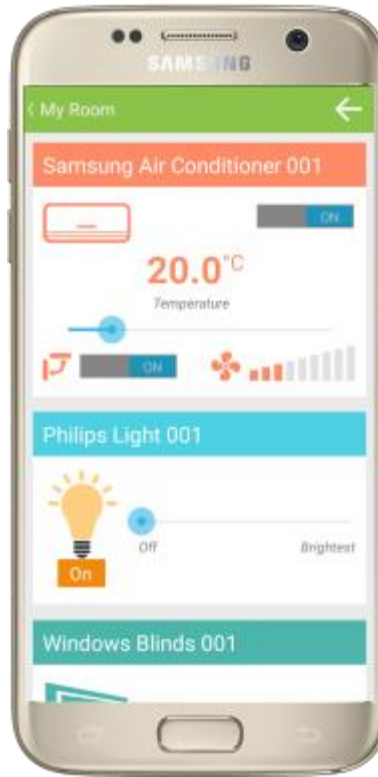 SAMSUNG
< My Room
Samsung Air Conditioner 001
ON
20.0°C
Temperature
ON
Philips Light 001
Off
Brightest
On
Windows Blinds 001